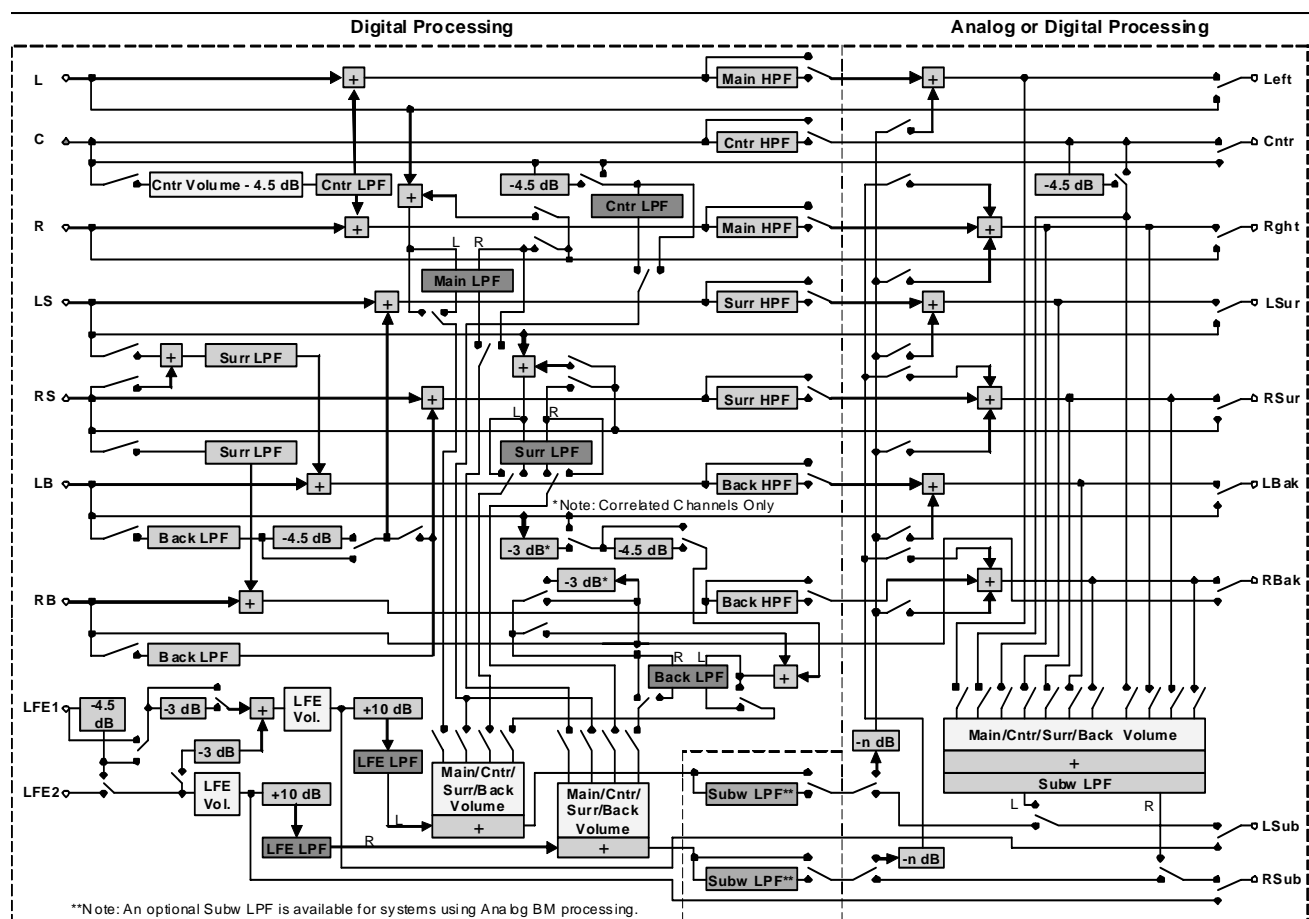 Digital Processing
Analog or Digital Processing
L
+
Main HPF
+
Left
C
Cntr HPF
Cntr
Cntr Volume - 4.5 dB
Cntr LPF
+
-4.5 dB
Cntr LPF
-4.5 dB
R
+
Main HPF
+
Rght
L
R
Main LPF
LS
+
Surr HPF
+
LSur
+
Surr LPF
+
RS
+
Surr HPF
+
RSur
L
R
Surr LPF
Surr LPF
LB
+
Back HPF
+
LBak
*Note: Correlated Channels Only
Back LPF
-4.5 dB
-3 dB*
-4.5 dB
-3 dB*
+
RBak
RB
+
Back HPF
Back LPF
R
L
Back LPF
+
LFE1
-4.5
dB
-3 dB
+
LFE
Vol.
+10 dB
-3 dB
LFE LPF
-n dB
Main/Cntr/Surr/Back Volume
+
Subw LPF
LFE2
LFE
Vol.
+10 dB
Main/Cntr/
Surr/Back
Volume
+
Main/Cntr/
Surr/Back
Volume
+
Subw LPF**
L
R
L
LSub
LFE LPF
R
-n dB
Subw LPF**
RSub
**Note: An optional Subw LPF is available for systems using Analog BM processing.